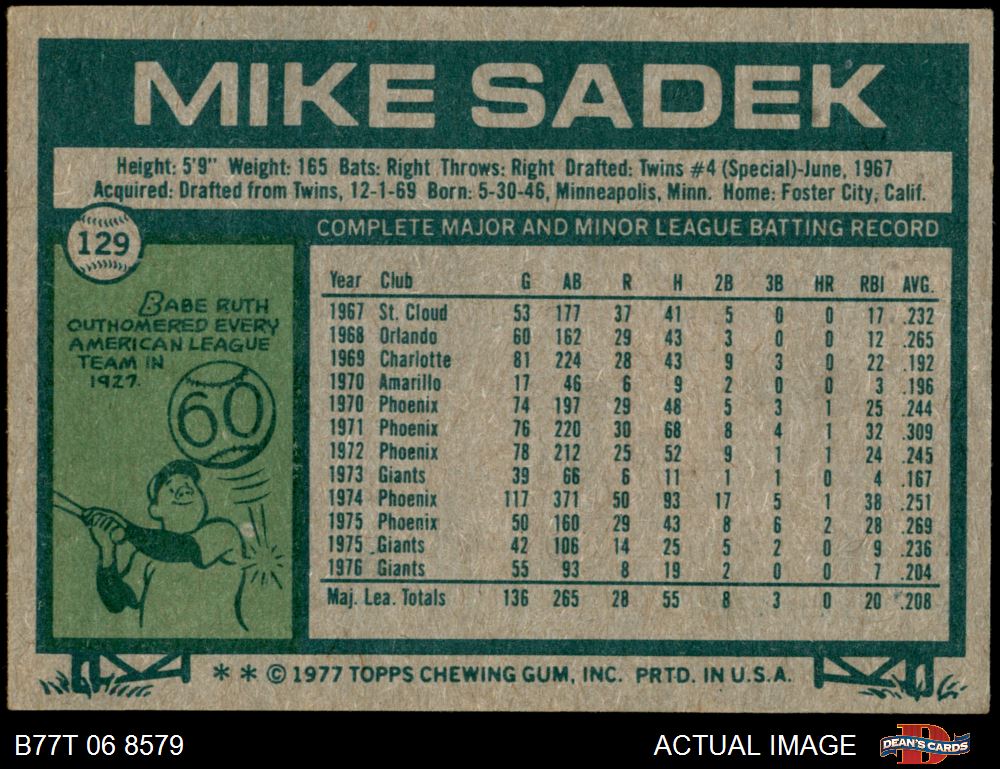 MIKE SADEK
Height: 5'9" Weight: 165 Bats: Right Throws: Right Drafted: Twins #4 (Special)-June, 1967
Acquired: Drafted from Twins, 12-1-69 Born: 5-30-46, Minneapolis, Minn. Home: Foster City, Calif.
129
BABE RUTH
OUTHOMERED EVERY
AMERICAN LEAGUE
TEAM IN
1927.
60
COMPLETE MAJOR AND MINOR LEAGUE BATTING RECORD
Year Club G AB R H 2B 3B HR RBI AVG.
1967 St. Cloud 53 177 37 41 5 0 0 17 .232
1968 Orlando 60 162 29 43 3 0 0 12 .265
1969 Charlotte 81 224 28 43 9 3 0 22 .192
1970 Amarillo 17 46 6 9 2 0 0 3 .196
1970 Phoenix 74 197 29 48 5 3 1 25 .244
1971 Phoenix 76 220 30 68 8 4 1 32 .309
1972 Phoenix 78 212 25 52 9 1 1 24 .245
1973 Giants 39 66 6 11 1 1 0 4 .167
1974 Phoenix 117 371 50 93 17 5 1 38 .251
1975 Phoenix 50 160 29 43 8 6 2 28 .269
1975 Giants 42 106 14 25 5 2 0 9 .236
1976 Giants 55 93 8 19 2 0 0 7 .204
Maj. Lea. Totals 136 265 28 55 8 3 0 20 .208
* * © 1977 TOPPS CHEWING GUM, INC. PRTD. IN U.S.A.
B77T 06 8579
ACTUAL IMAGE
DEAN'S CARDS